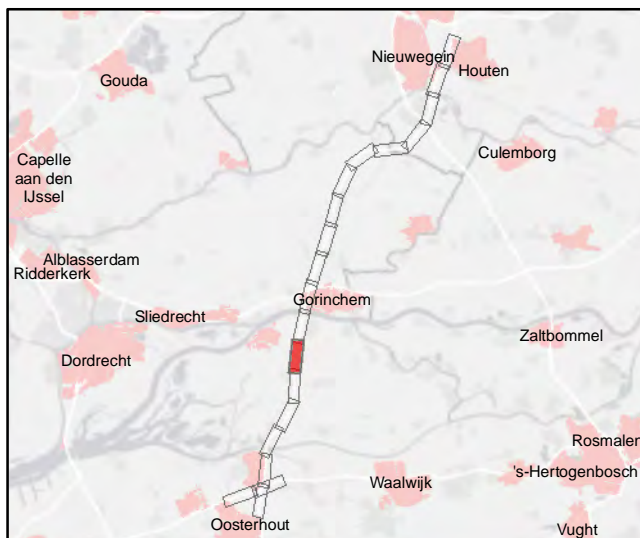 Nieuwegein
Houten
Gouda
Culemborg
Capelle
aan den
IJssel
Alblasserdam
Ridderkerk
Gorinchem
Sliedrecht
Zaltbommel
Dordrecht
Rosmalen
's-Hertogenbosch
Waalwijk
Oosterhout
Vught